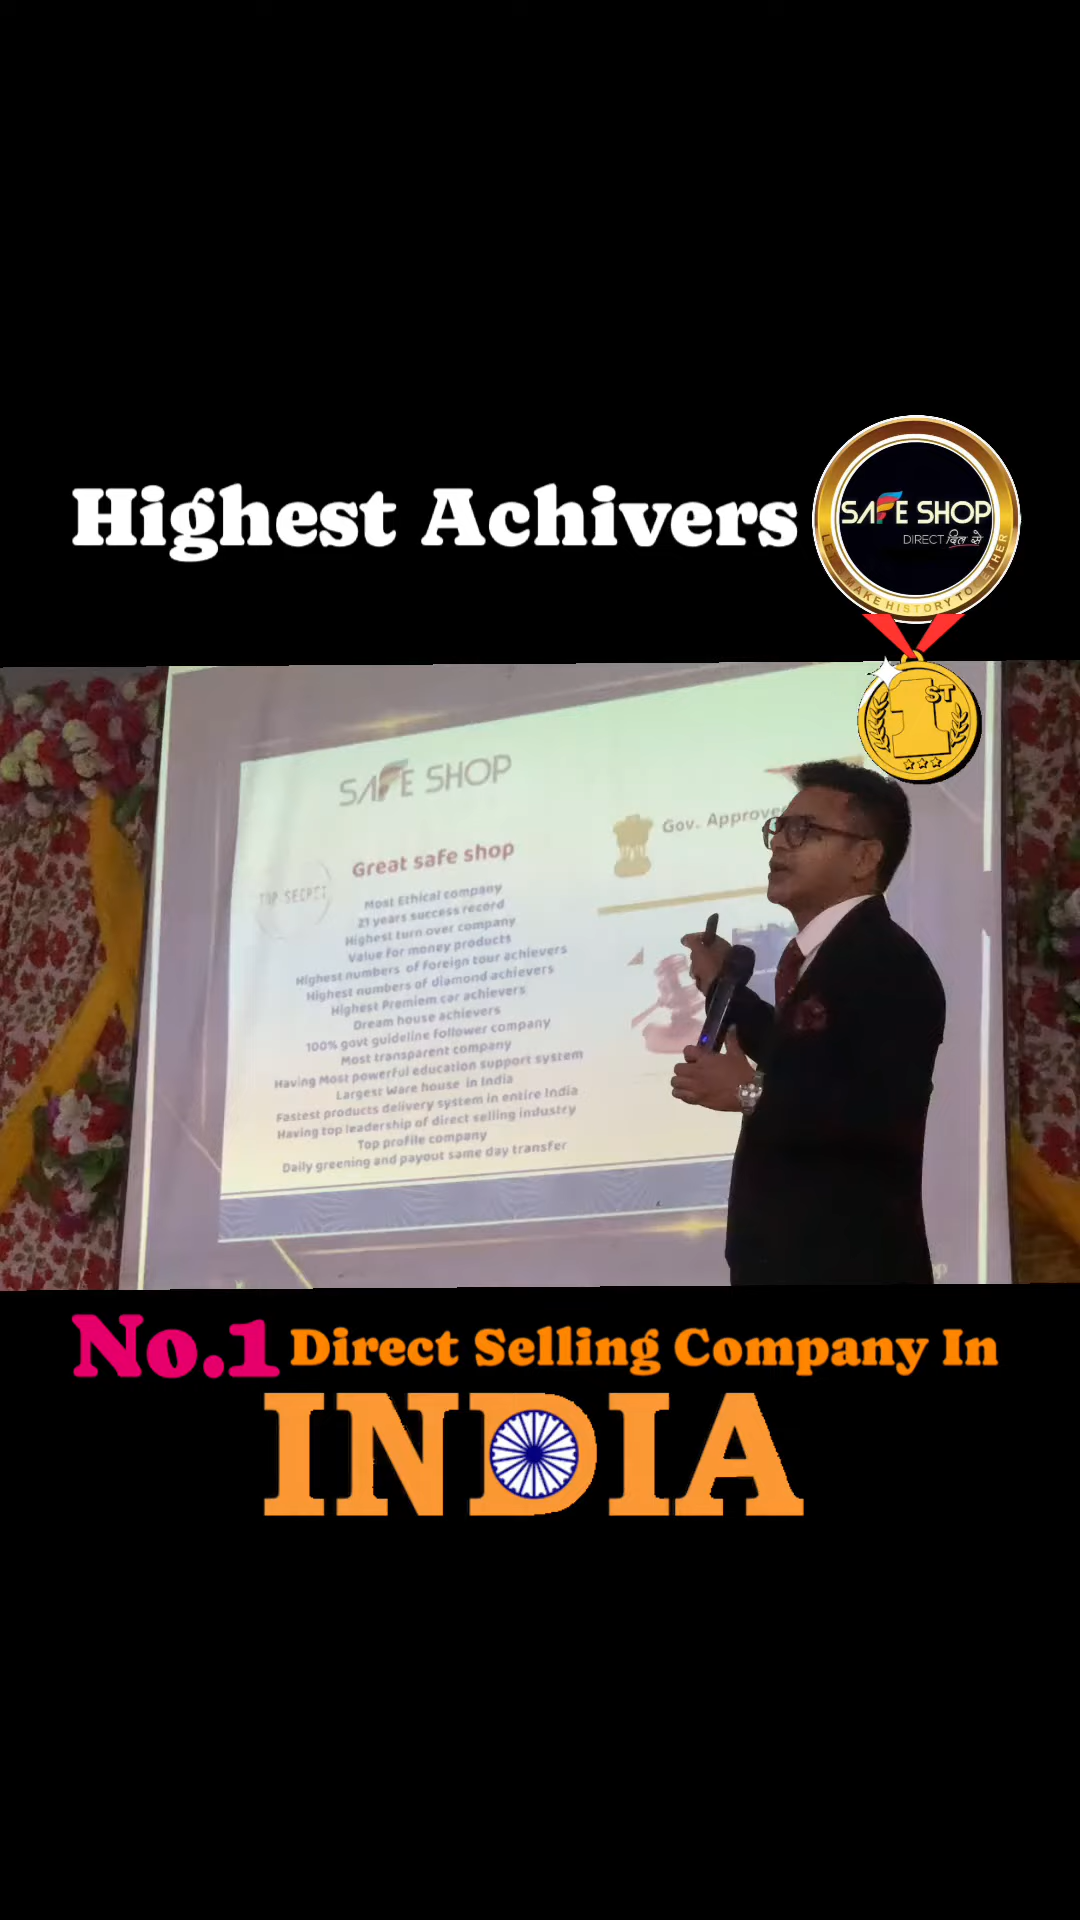 Highest Achivers
SAFE SHOP
DIRECT दिल से
MAKE HISTORY TOGETHER
1ST
SAFE SHOP
Gov. Approved
Great safe shop
TOP SECRET
Most Ethical company
21 years success record
Highest turn over company
Value for money products
Highest numbers of foreign tour achievers
Highest numbers of diamond achievers
Highest Premiem car achievers
Dream house achievers
100% govt guideline follower company
Most transparent company
Having Most powerful education support system
Largest Ware house in India
Fastest products delivery system in entire India
Having top leadership of direct selling industry
Top profile company
Daily greening and payout same day transfer
No.1 Direct Selling Company In
INDIA